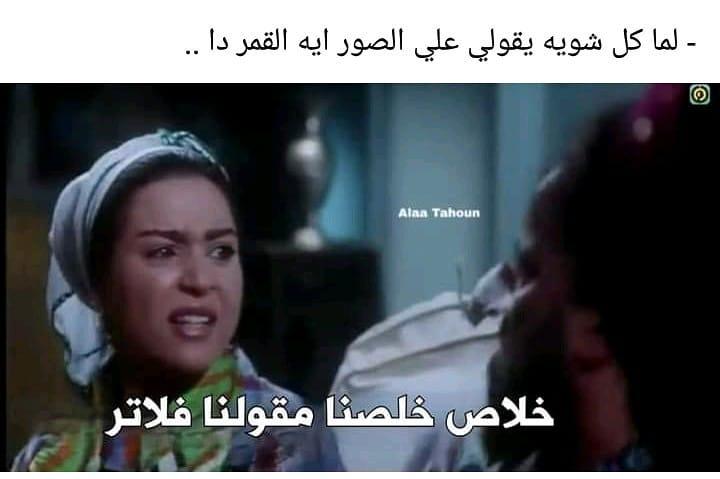 - لما كل شويه يقولي علي الصور ايه القمر دا ..
Alaa Tahoun
خلاص خلصنا مقولنا فلاتر